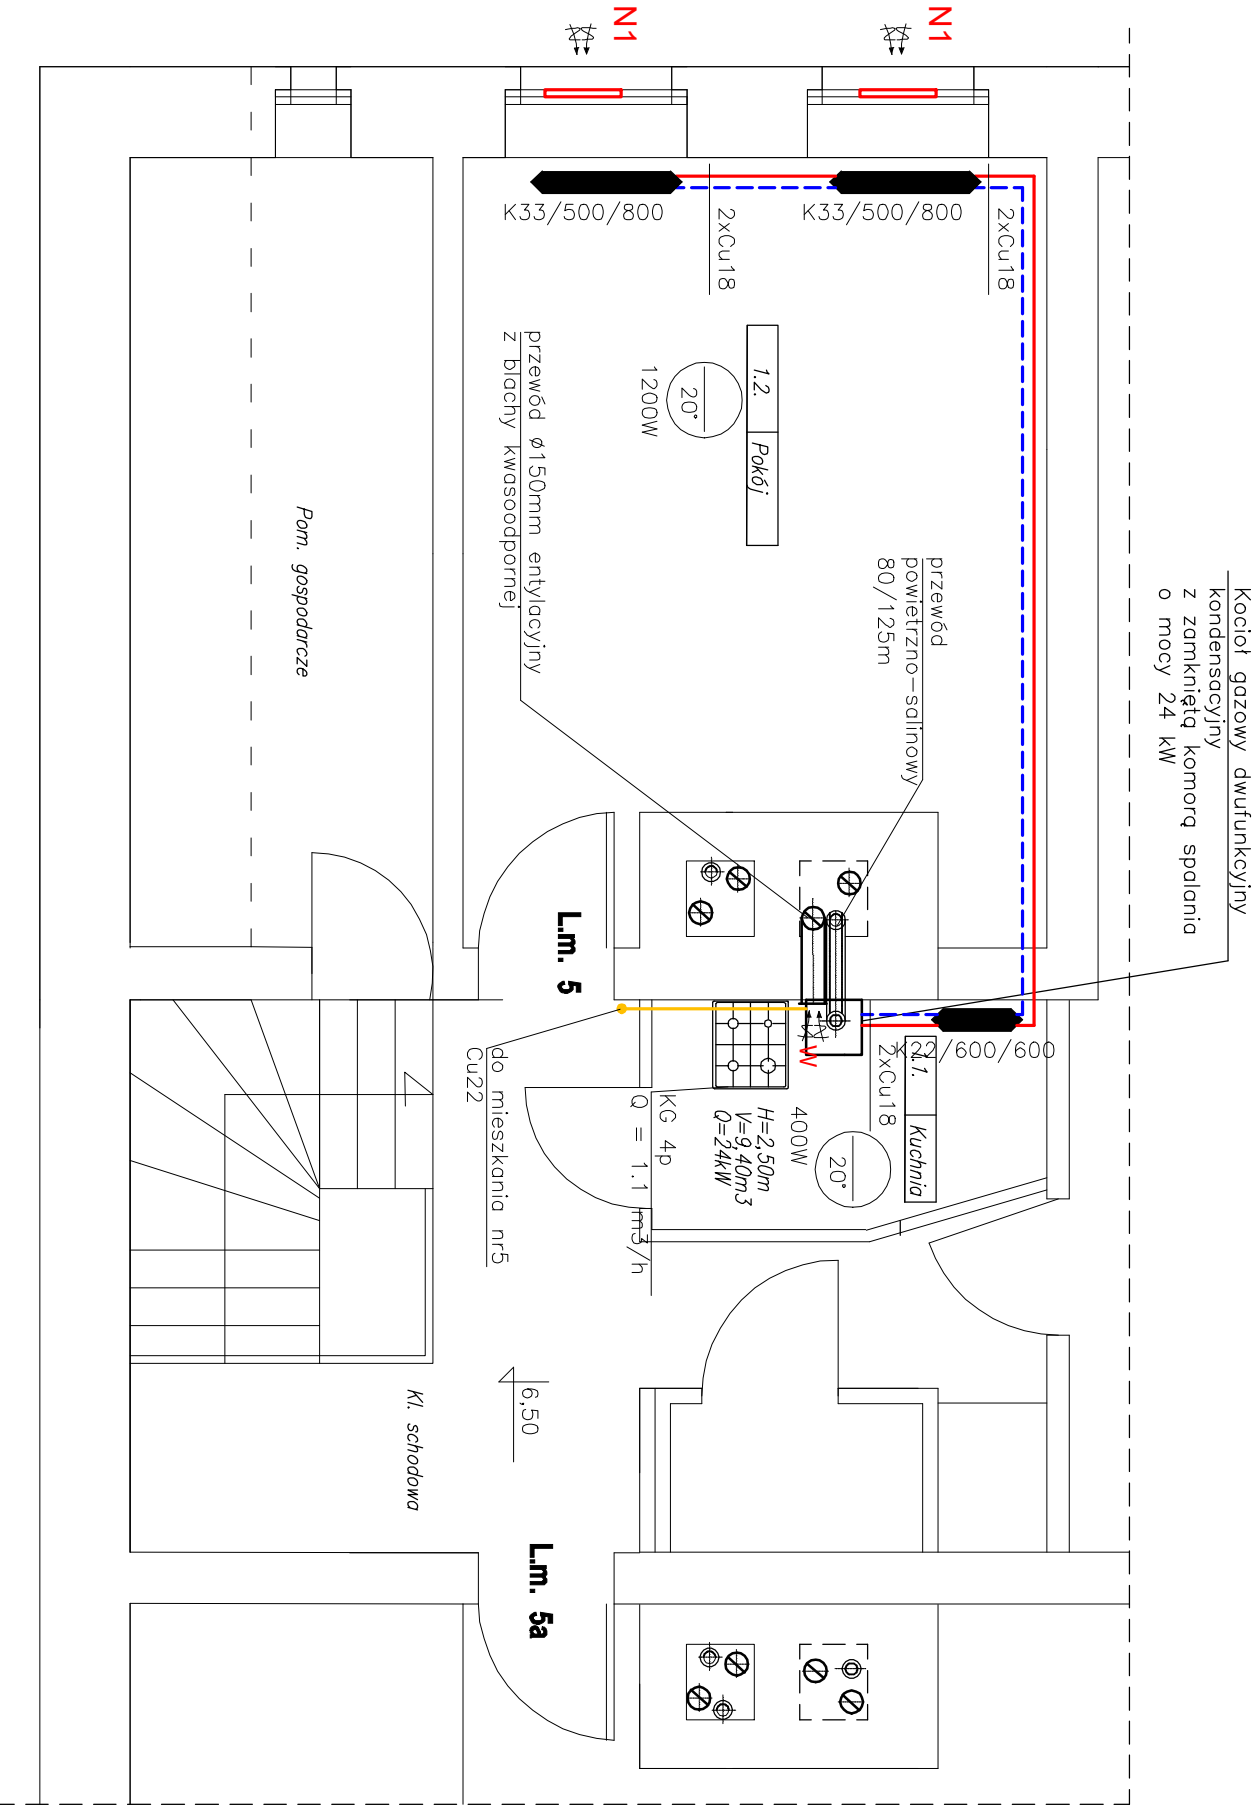 N1
N1
K33/500/800
K33/500/800
2xCu18
2xCu18
1.2.
Pokój
20°
1200W
przewód ø150mm entylacyjny
z blachy kwasoodpornej
przewód
powietrzno-salinowy
80/125m
Kocioł gazowy dwufunkcyjny
kondensacyjny
z zamkniętą komorą spalania
o mocy 24 kW
Pom. gospodarcze
L.m. 5
W
K22/600/600
2xCu18
1.1.
Kuchnia
20°
400W
H=2,50m
V=9,40m3
Q=24kW
KG 4p
Q = 1.1 m3/h
do mieszkania nr5
Cu22
6,50
Kl. schodowa
L.m. 5a